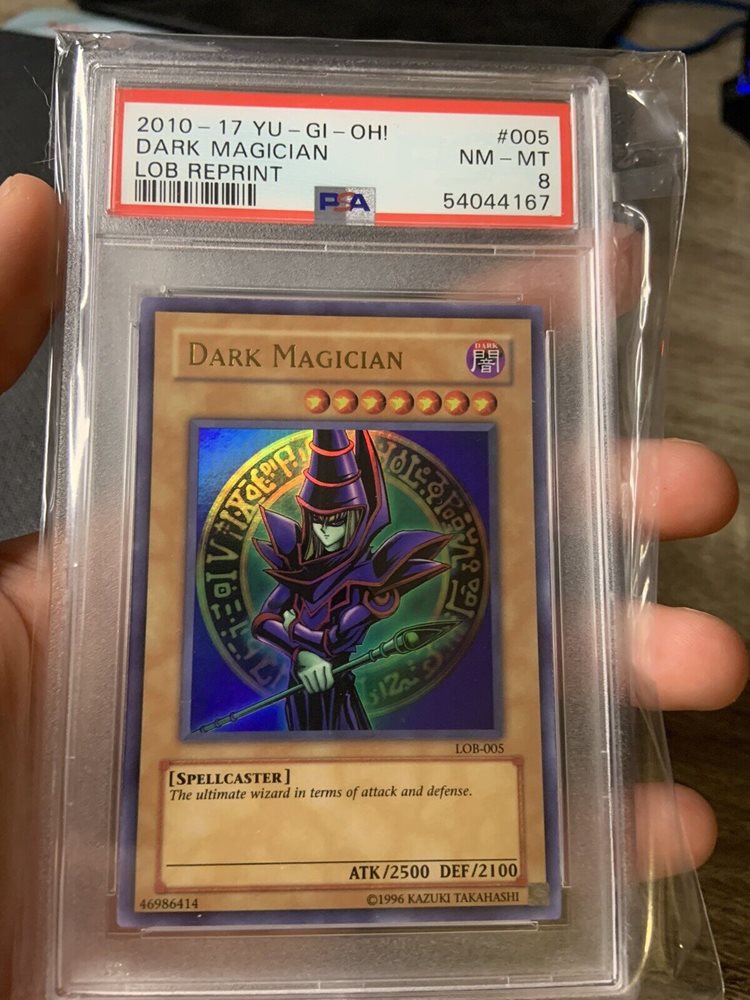 2010-17 YU-GI-OH! #005
DARK MAGICIAN NM-MT
LOB REPRINT 8
PSA 54044167
DARK MAGICIAN
DARK
闇
LOB-005
[SPELLCASTER]
The ultimate wizard in terms of attack and defense.
ATK/2500 DEF/2100
46986414 ©1996 KAZUKI TAKAHASHI